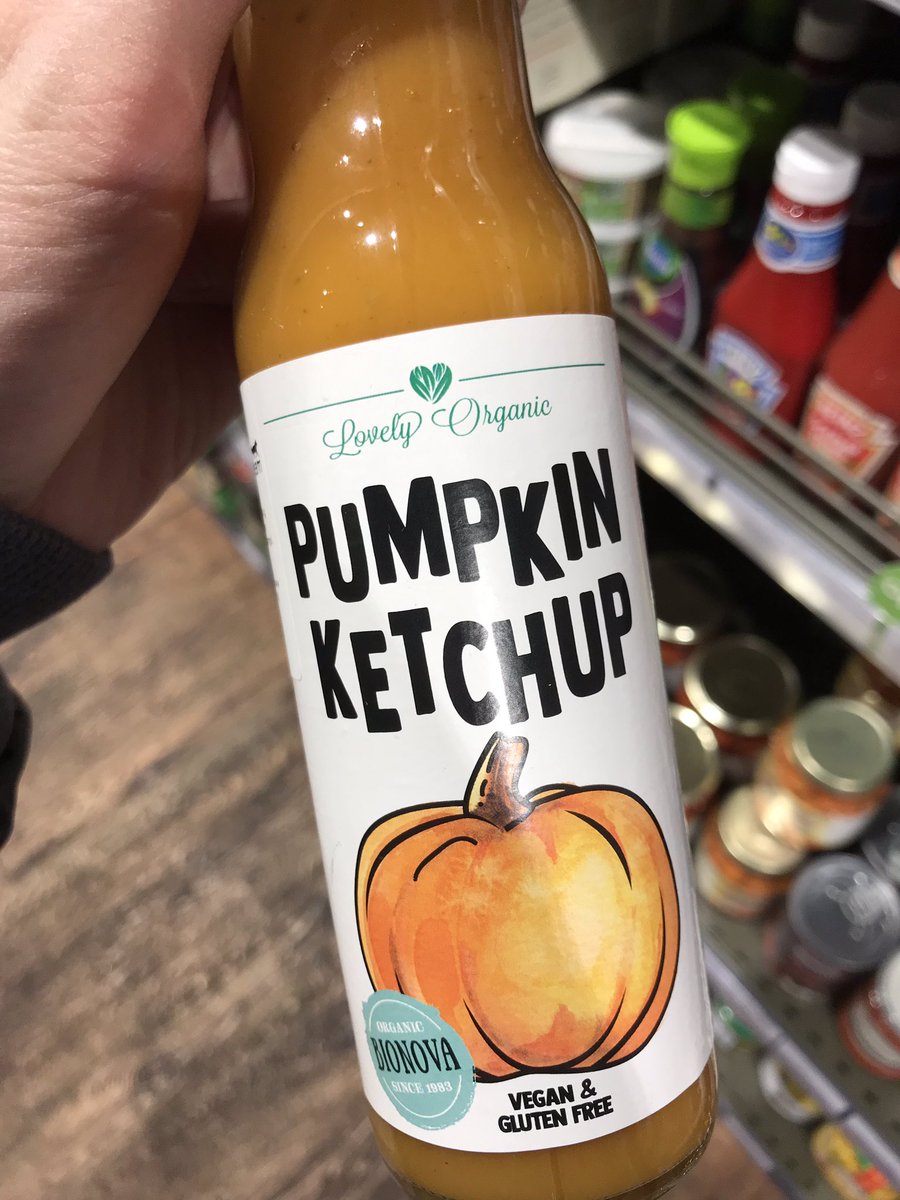 Lovely Organic
PUMPKIN
KETCHUP
ORGANIC
BIONOVA
SINCE 1983
VEGAN &
GLUTEN FREE